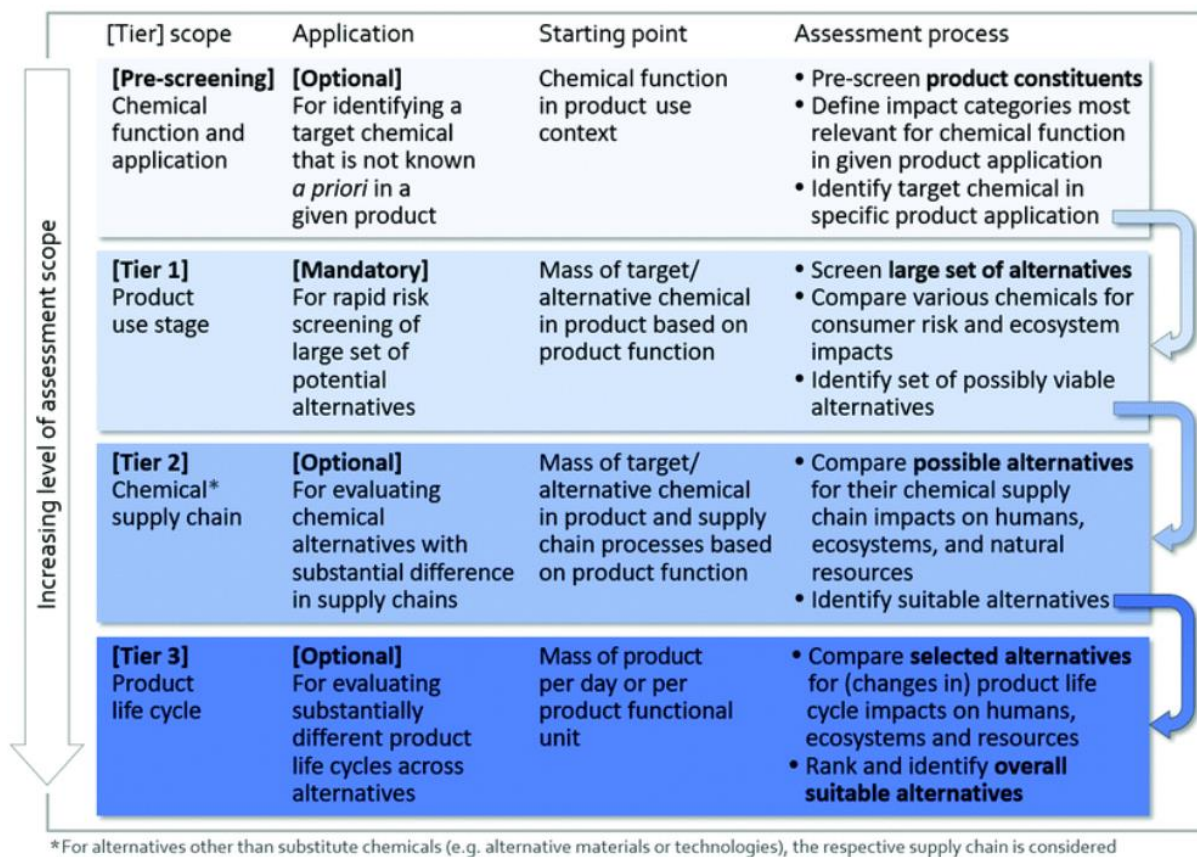 [Tier] scope
Application
Starting point
Assessment process
Increasing level of assessment scope
[Pre-screening]
Chemical
function and
application
[Optional]
For identifying a
target chemical
that is not known
a priori in a
given product
Chemical function
in product use
context
• Pre-screen product constituents
• Define impact categories most
relevant for chemical function
in given product application
• Identify target chemical in
specific product application
[Tier 1]
Product
use stage
[Mandatory]
For rapid risk
screening of
large set of
potential
alternatives
Mass of target/
alternative chemical
in product based on
product function
• Screen large set of alternatives
• Compare various chemicals for
consumer risk and ecosystem
impacts
• Identify set of possibly viable
alternatives
[Tier 2]
Chemical*
supply chain
[Optional]
For evaluating
chemical
alternatives with
substantial difference
in supply chains
Mass of target/
alternative chemical
in product and supply
chain processes based
on product function
• Compare possible alternatives
for their chemical supply
chain impacts on humans,
ecosystems, and natural
resources
• Identify suitable alternatives
[Tier 3]
Product
life cycle
[Optional]
For evaluating
substantially
different product
life cycles across
alternatives
Mass of product
per day or per
product functional
unit
• Compare selected alternatives
for (changes in) product life
cycle impacts on humans,
ecosystems and resources
• Rank and identify overall
suitable alternatives
*For alternatives other than substitute chemicals (e.g. alternative materials or technologies), the respective supply chain is considered